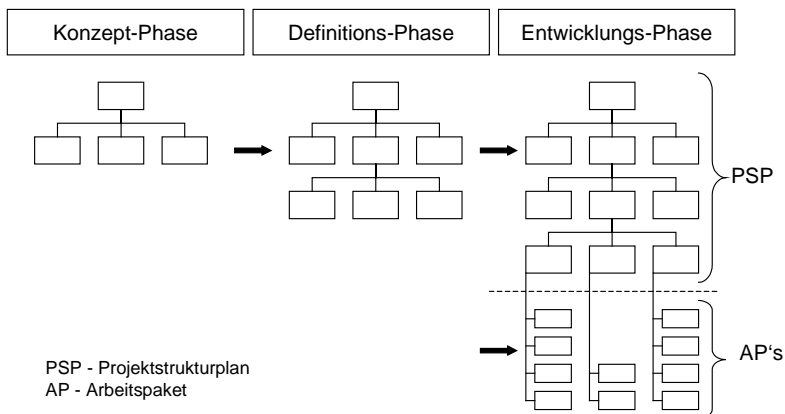 Konzept-Phase
Definitions-Phase
Entwicklungs-Phase
PSP
AP‘s
PSP - Projektstrukturplan
AP - Arbeitspaket